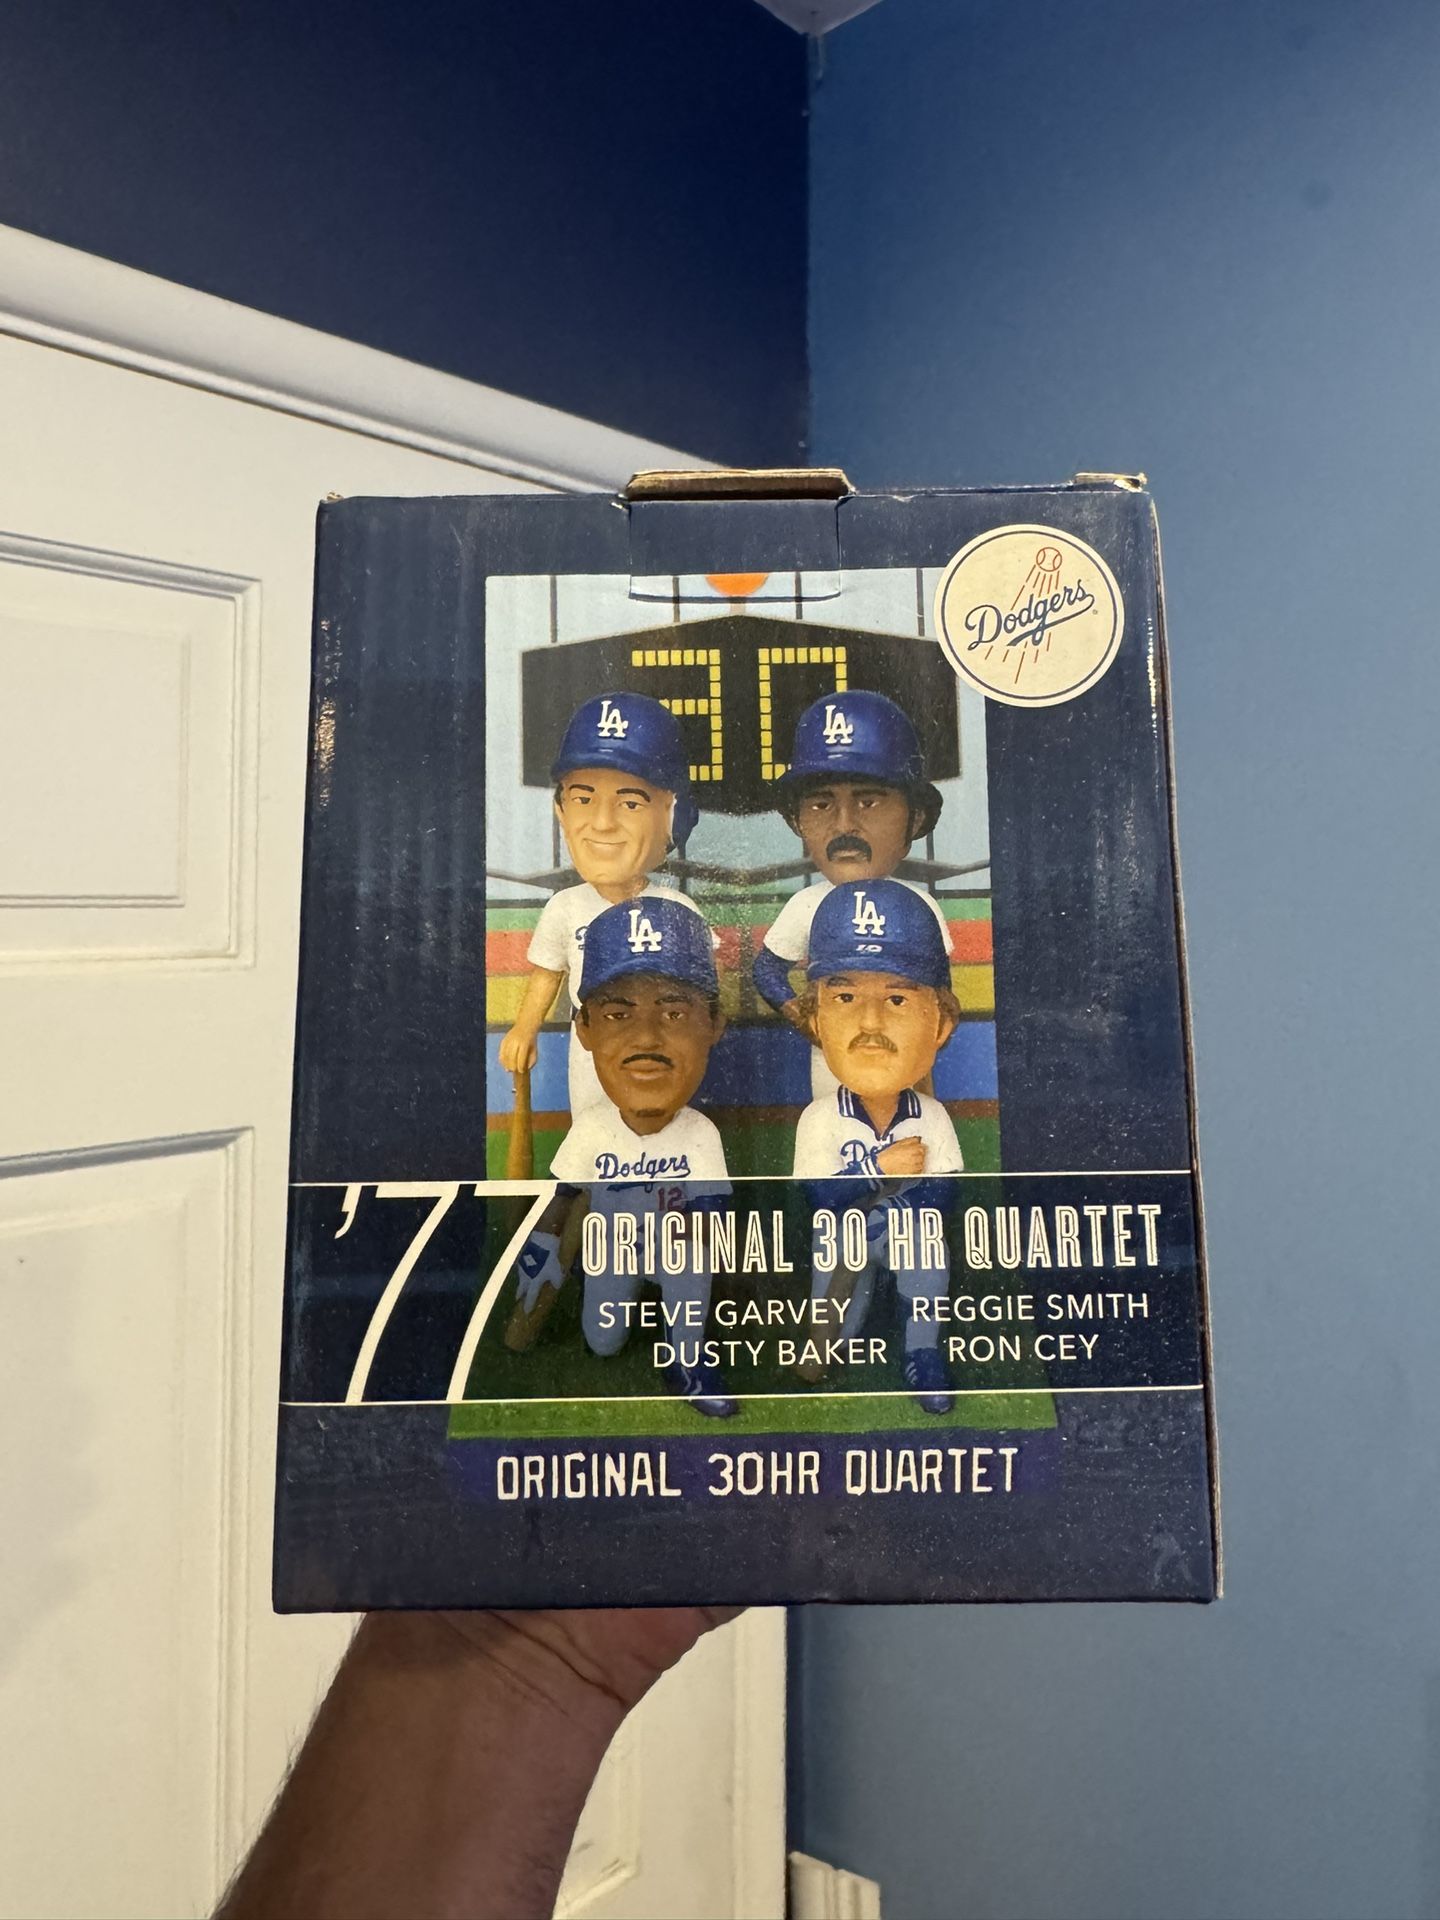 Dodgers
30
LA
LA
LA
LA
10
Dodgers
12
'77
ORIGINAL 30 HR QUARTET
STEVE GARVEY REGGIE SMITH
DUSTY BAKER RON CEY
ORIGINAL 30HR QUARTET